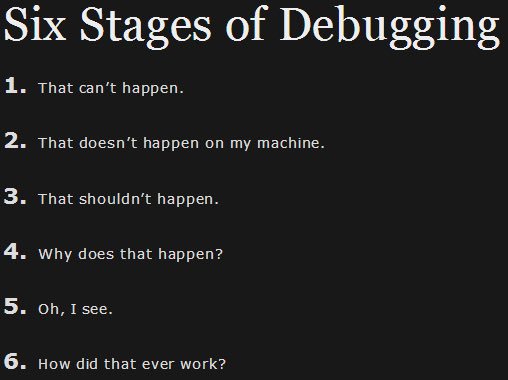 Six Stages of Debugging
1. That can’t happen.
2. That doesn’t happen on my machine.
3. That shouldn’t happen.
4. Why does that happen?
5. Oh, I see.
6. How did that ever work?